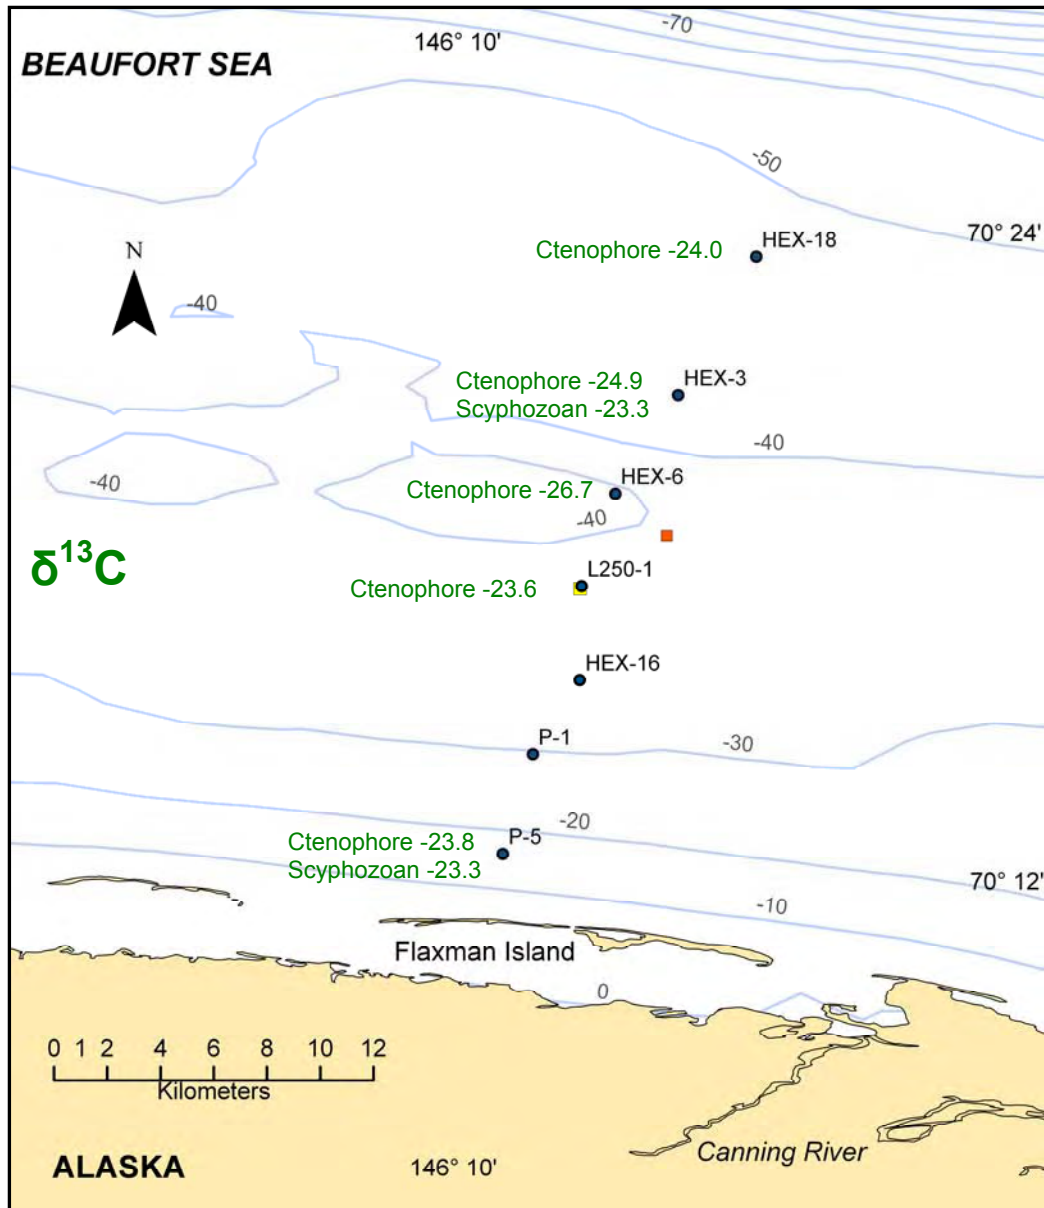 -70
146° 10'
BEAUFORT SEA
-50
70° 24'
HEX-18
Ctenophore -24.0
N
-40
HEX-3
Ctenophore -24.9
Scyphozoan -23.3
-40
HEX-6
-40
Ctenophore -26.7
-40
δ¹³C
L250-1
Ctenophore -23.6
HEX-16
P-1
-30
-20
P-5
Ctenophore -23.8
Scyphozoan -23.3
70° 12'
-10
Flaxman Island
0
0 1 2 4 6 8 10 12
Kilometers
Canning River
ALASKA
146° 10'